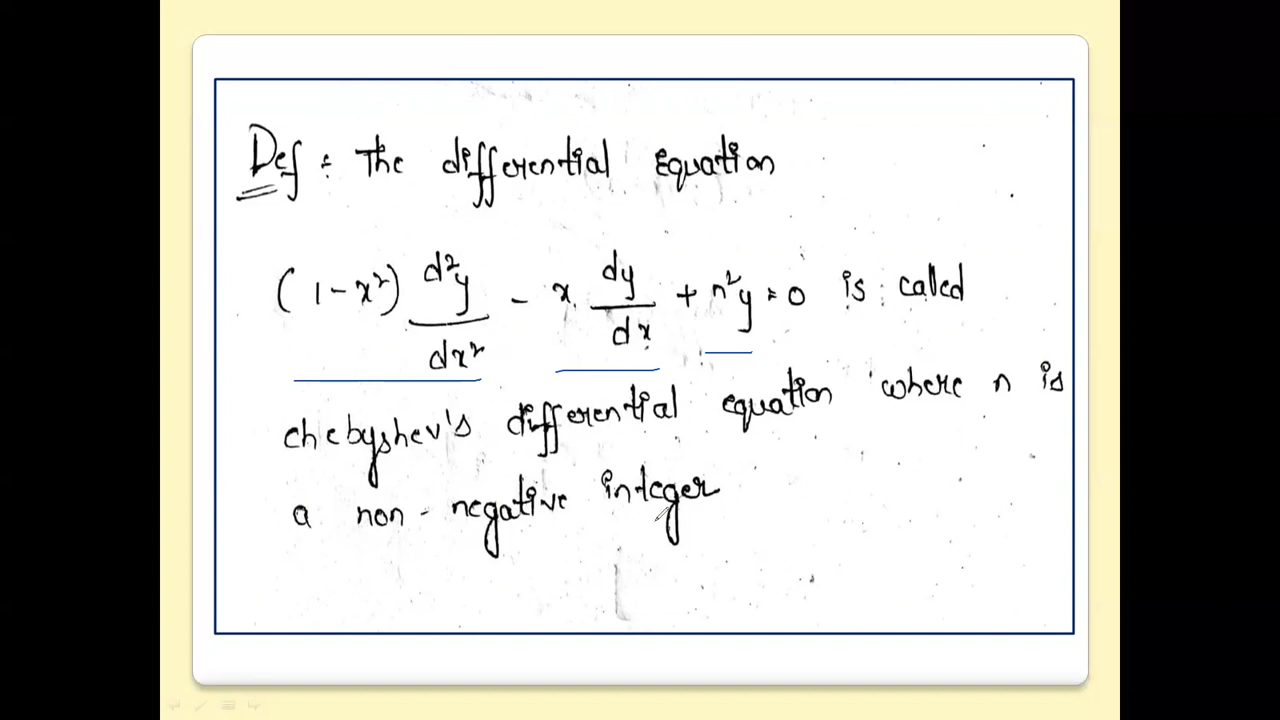 Def : The differential Equation
(1-x²) d²y/dx² - x. dy/dx + n²y = 0 is called
chebyshev's differential equation where n is
a non-negative integer